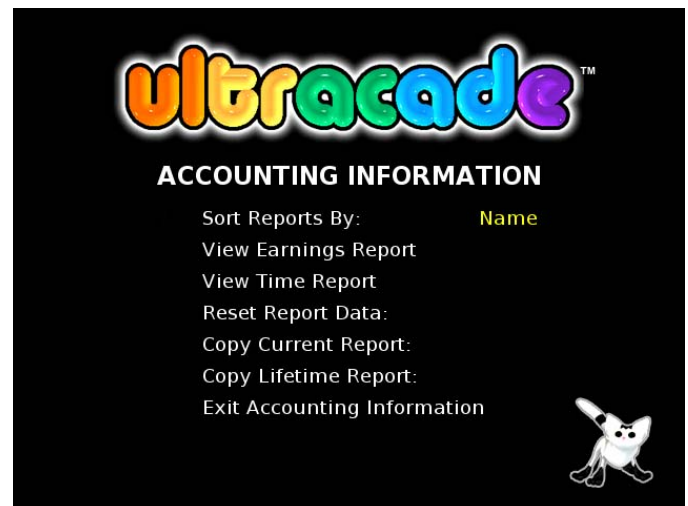 ultracade™
ACCOUNTING INFORMATION
Sort Reports By: Name
View Earnings Report
View Time Report
Reset Report Data:
Copy Current Report:
Copy Lifetime Report:
Exit Accounting Information